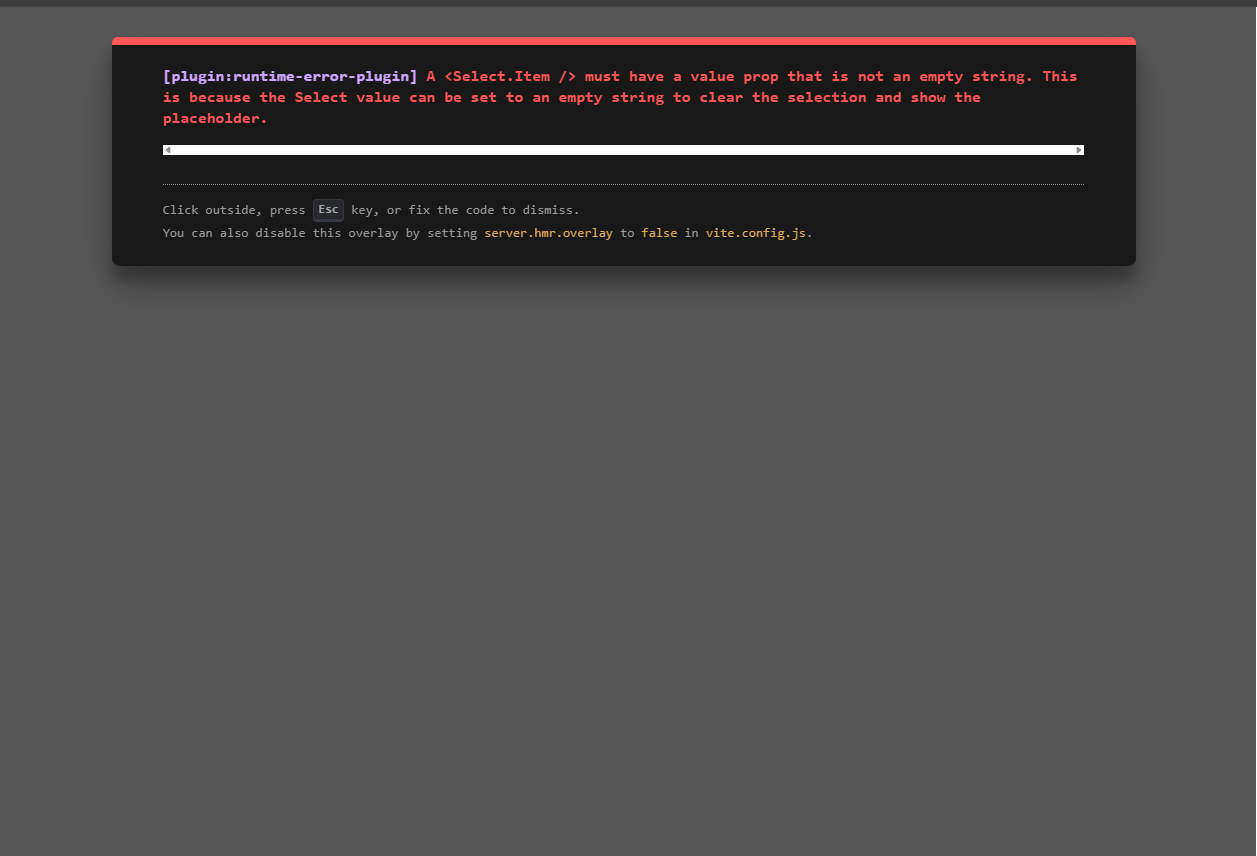 [plugin:runtime-error-plugin] A <Select.Item /> must have a value prop that is not an empty string. This
is because the Select value can be set to an empty string to clear the selection and show the
placeholder.
Click outside, press Esc key, or fix the code to dismiss.
You can also disable this overlay by setting server.hmr.overlay to false in vite.config.js.